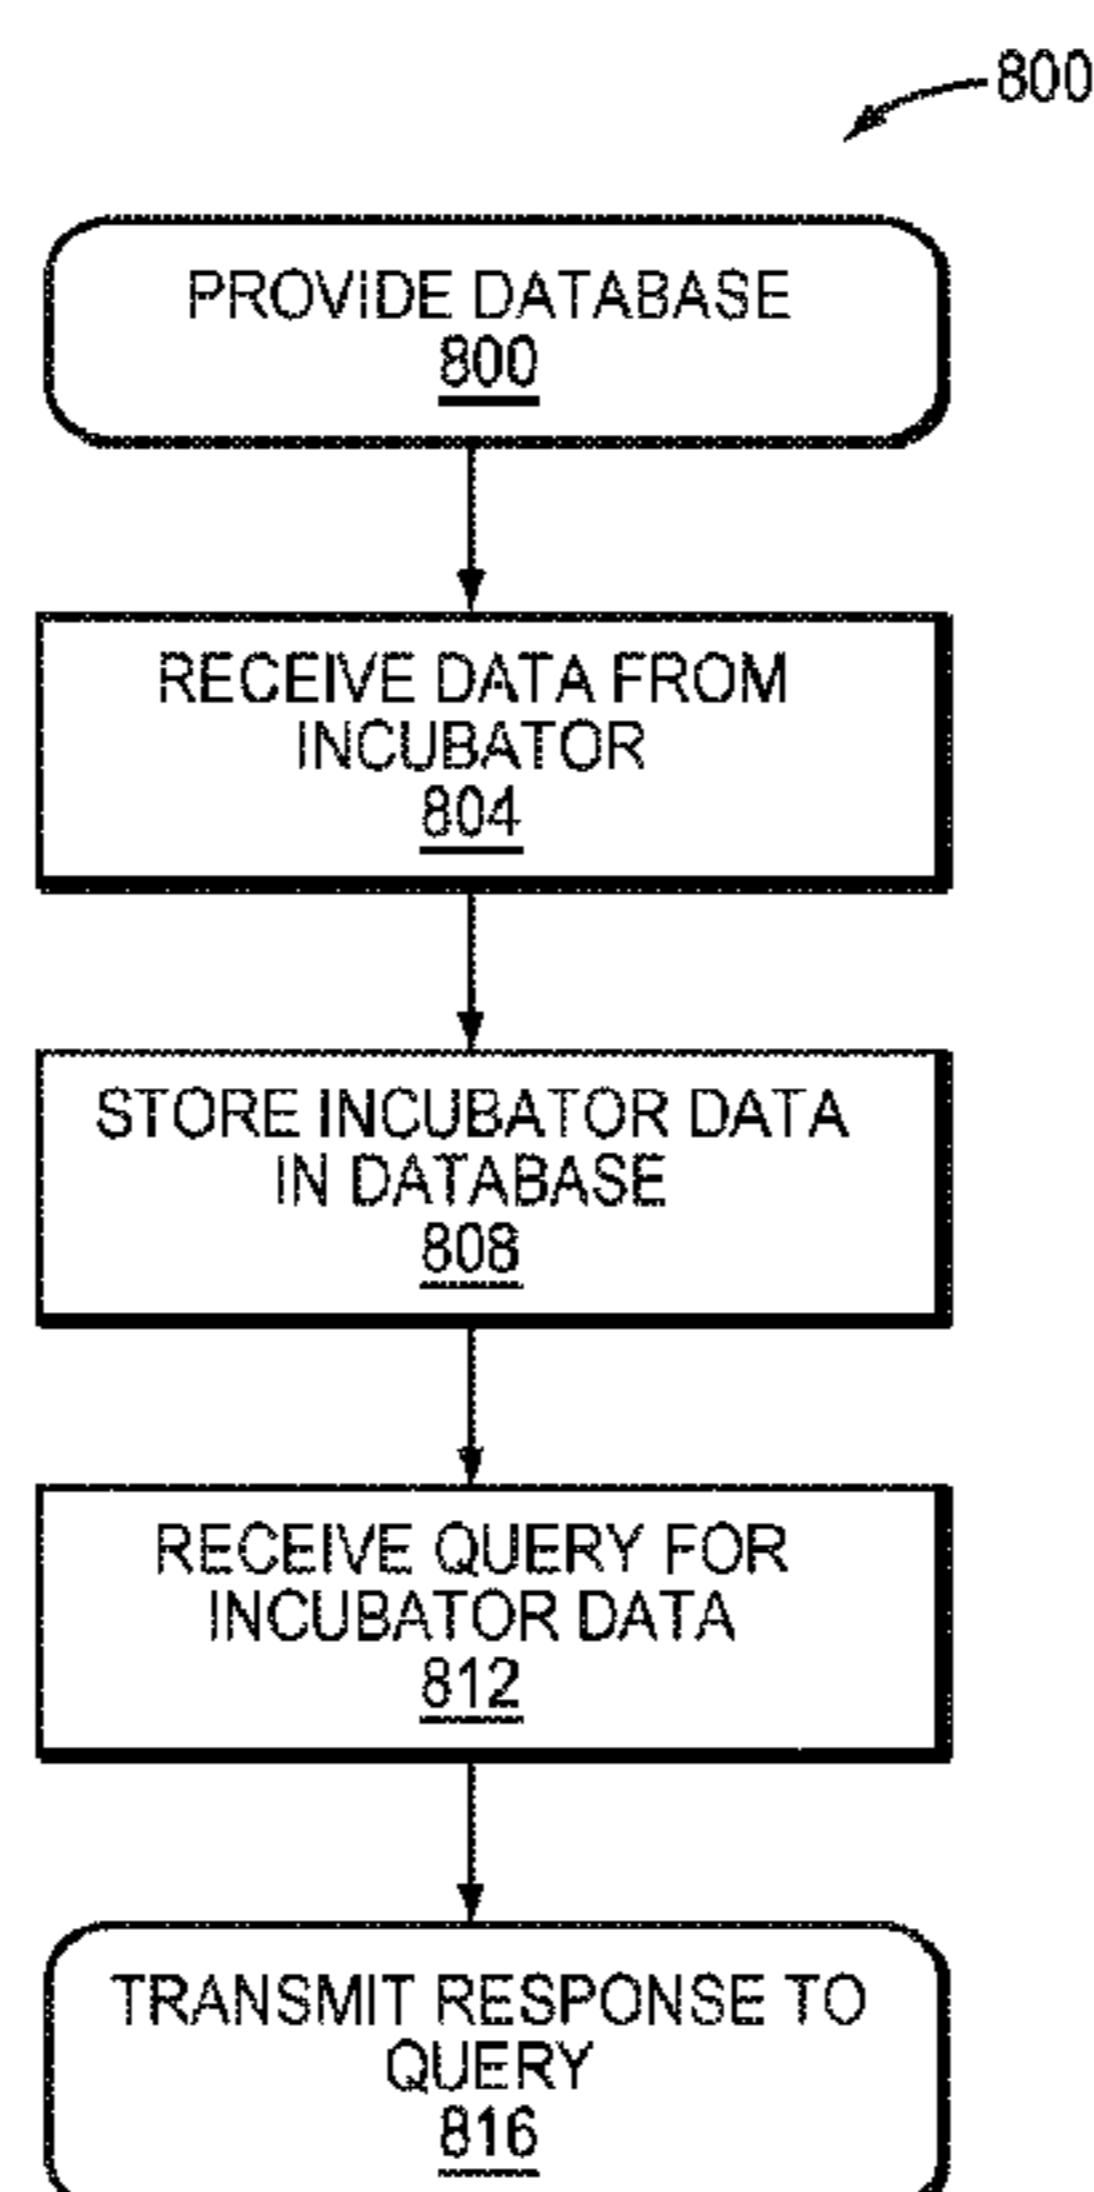 800
PROVIDE DATABASE
800
RECEIVE DATA FROM
INCUBATOR
804
STORE INCUBATOR DATA
IN DATABASE
808
RECEIVE QUERY FOR
INCUBATOR DATA
812
TRANSMIT RESPONSE TO
QUERY
816